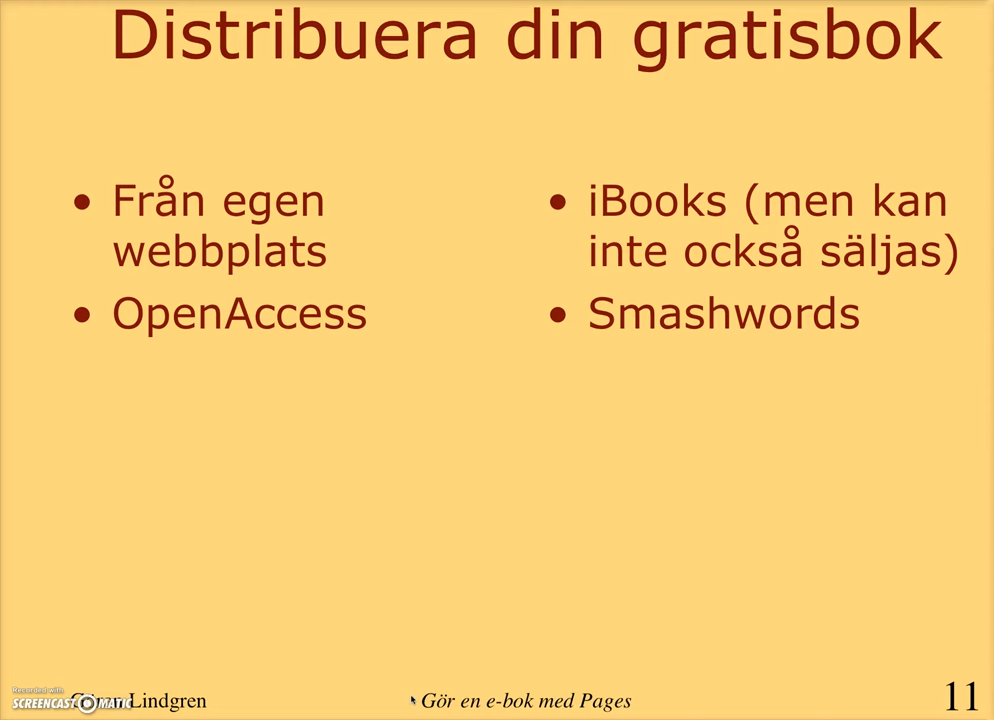 Distribuera din gratisbok
• Från egen
webbplats
• OpenAccess
• iBooks (men kan
inte också säljas)
• Smashwords
Recorded with
SCREENCAST MATIC
Lindgren
Gör en e-bok med Pages
11